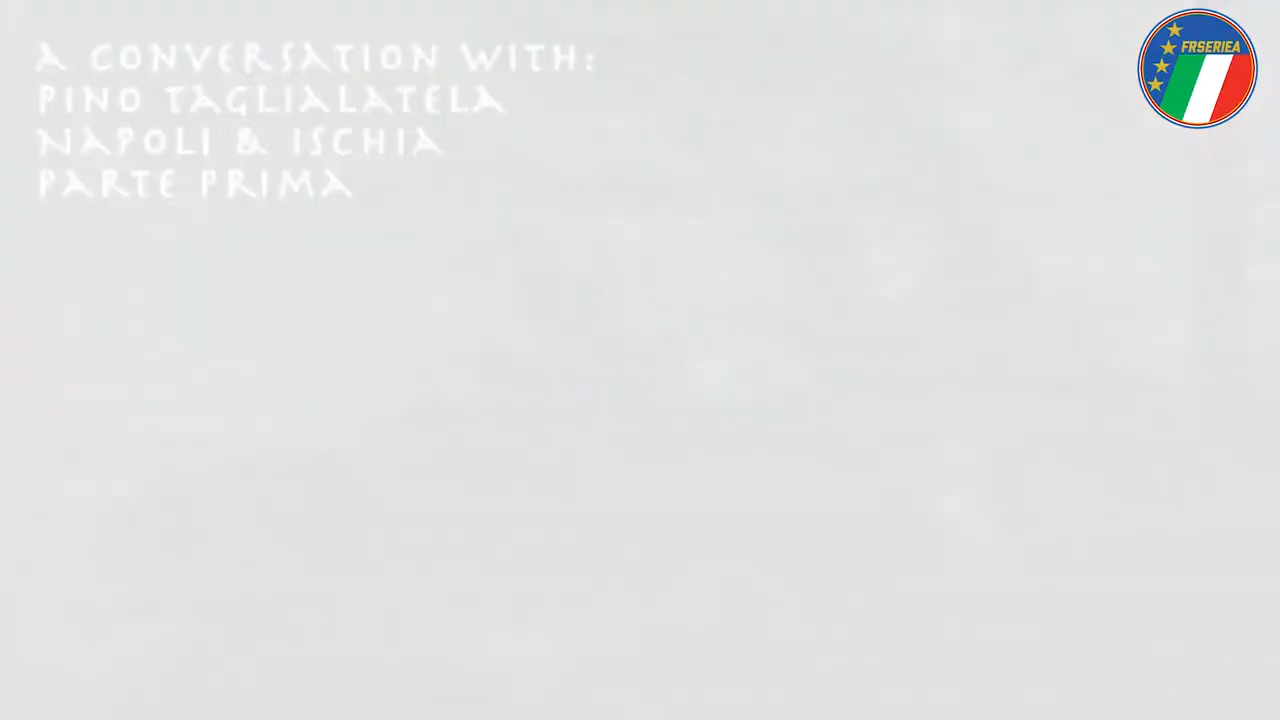 A CONVERSATION WITH:
PINO TAGLIALATELA
NAPOLI & ISCHIA
PARTE PRIMA
FRSERIEA